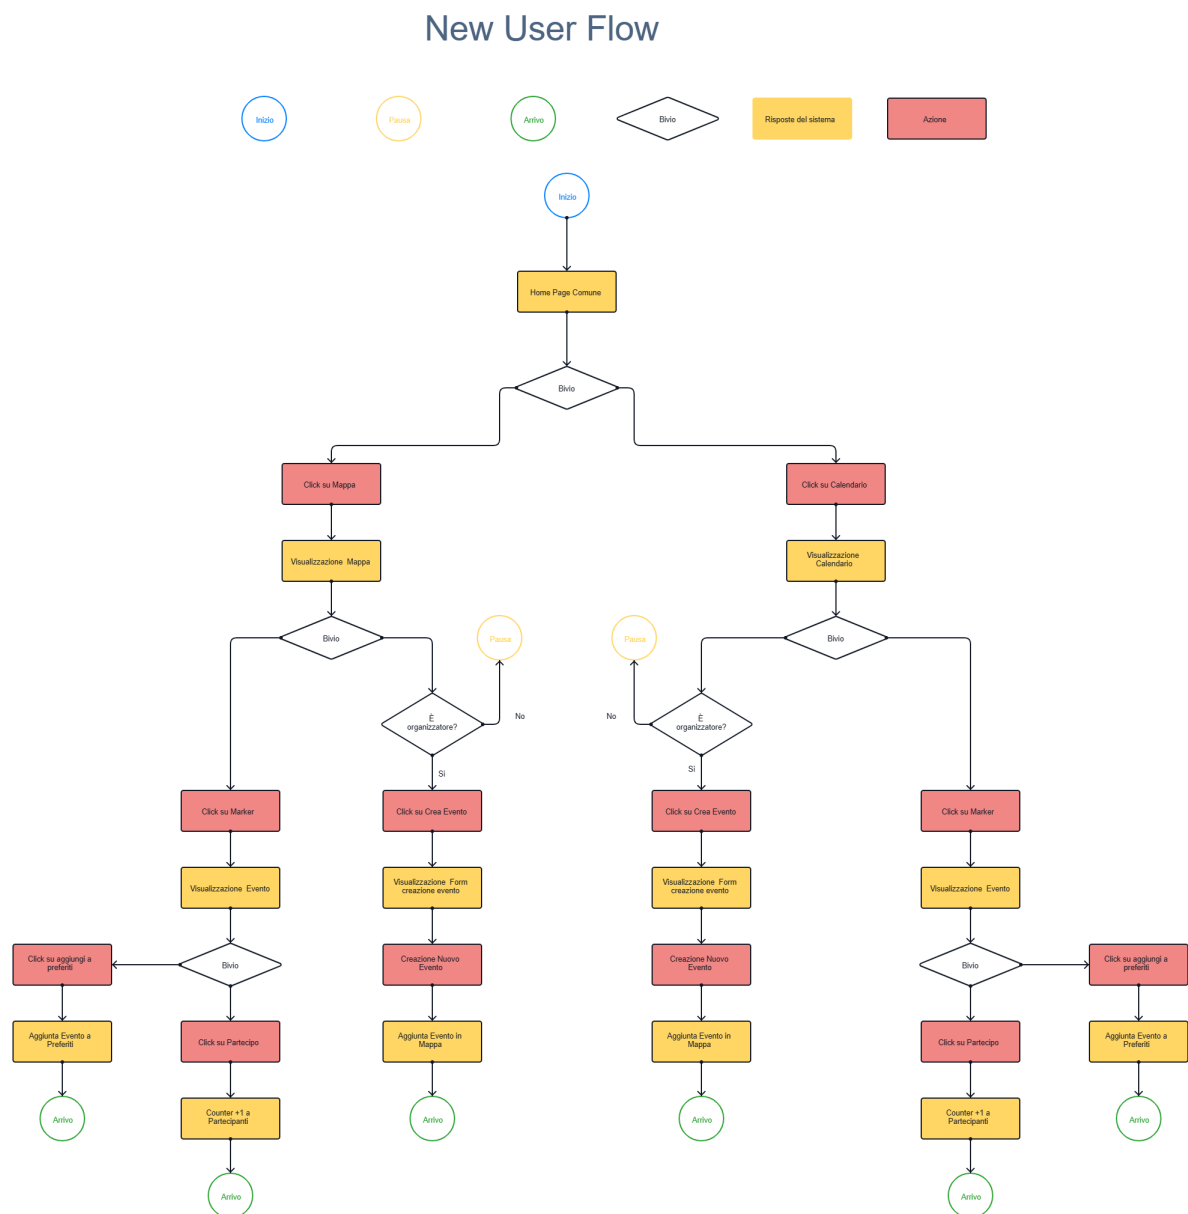 New User Flow
Inizio
Pausa
Arrivo
Bivio
Risposte del sistema
Azione
Inizio
Home Page Comune
Bivio
Click su Mappa
Click su Calendario
Visualizzazione Mappa
Visualizzazione
Calendario
Bivio
Pausa
Pausa
Bivio
È
organizzatore?
No
No
È
organizzatore?
Si
Si
Click su Marker
Click su Crea Evento
Click su Crea Evento
Click su Marker
Visualizzazione Evento
Visualizzazione Form
creazione evento
Visualizzazione Form
creazione evento
Visualizzazione Evento
Click su aggiungi a
preferiti
Bivio
Creazione Nuovo
Evento
Creazione Nuovo
Evento
Bivio
Click su aggiungi a
preferiti
Aggiunta Evento a
Preferiti
Click su Partecipo
Aggiunta Evento in
Mappa
Aggiunta Evento in
Mappa
Click su Partecipo
Aggiunta Evento a
Preferiti
Arrivo
Counter +1 a
Partecipanti
Arrivo
Arrivo
Counter +1 a
Partecipanti
Arrivo
Arrivo
Arrivo